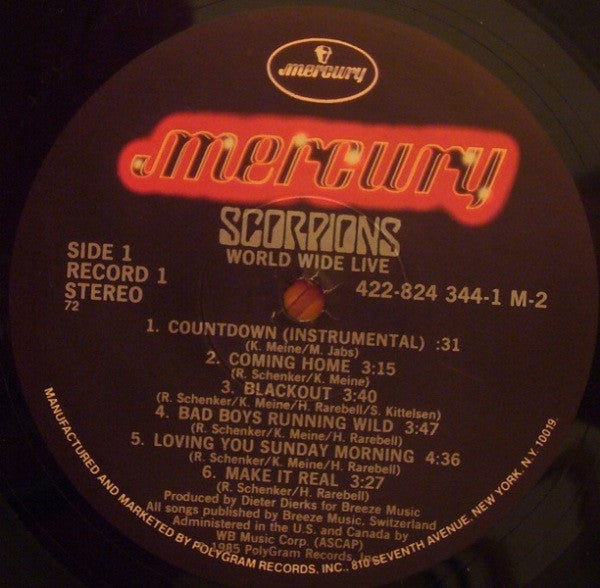 mercury
mercury
SCORPIONS
WORLD WIDE LIVE
SIDE 1
RECORD 1
STEREO
72
422-824 344-1 M-2
1. COUNTDOWN (INSTRUMENTAL) :31
(K. Meine/M. Jabs)
2. COMING HOME 3:15
(R. Schenker/K. Meine)
3. BLACKOUT 3:40
(R. Schenker/K. Meine/H. Rarebell/S. Kittelsen)
4. BAD BOYS RUNNING WILD 3:47
(R. Schenker/K. Meine/H. Rarebell)
5. LOVING YOU SUNDAY MORNING 4:36
(R. Schenker/K. Meine/H. Rarebell)
6. MAKE IT REAL 3:27
(R. Schenker/H. Rarebell)
Produced by Dieter Dierks for Breeze Music
All songs published by Breeze Music, Switzerland
Administered in the U.S. and Canada by
WB Music Corp. (ASCAP)
1985 PolyGram Records, Inc.
MANUFACTURED AND MARKETED BY POLYGRAM RECORDS, INC., 810 SEVENTH AVENUE, NEW YORK, N.Y. 10019